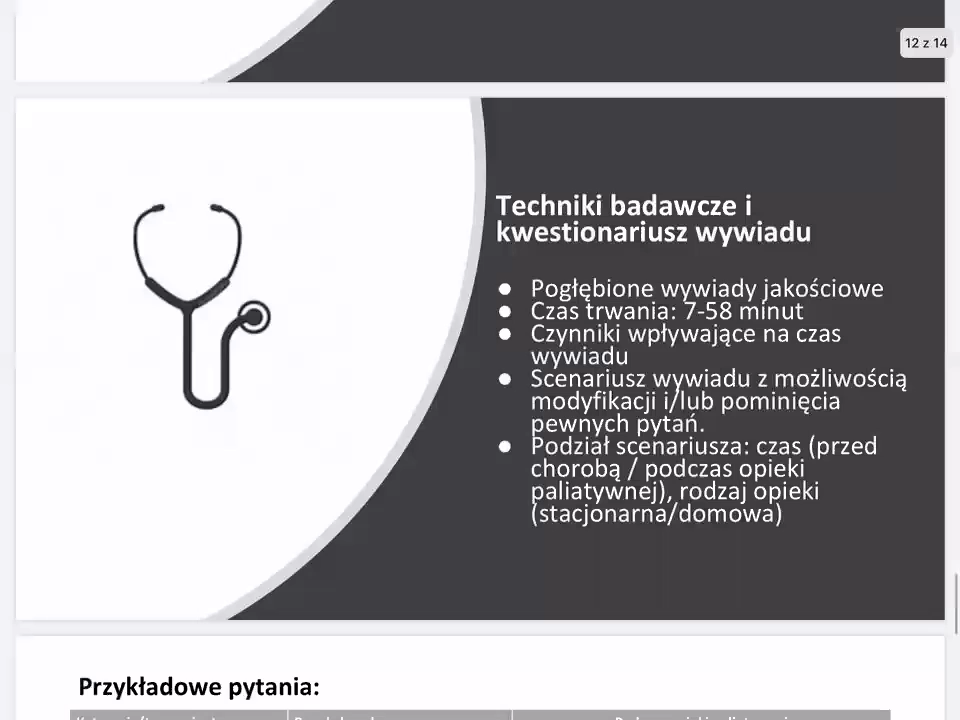 12 z 14
Techniki badawcze i
kwestionariusz wywiadu
● Pogłębione wywiady jakościowe
● Czas trwania: 7-58 minut
● Czynniki wpływające na czas
wywiadu
● Scenariusz wywiadu z możliwością
modyfikacji i/lub pominięcia
pewnych pytań.
● Podział scenariusza: czas (przed
chorobą / podczas opieki
paliatywnej), rodzaj opieki
(stacjonarna/domowa)
Przykładowe pytania: